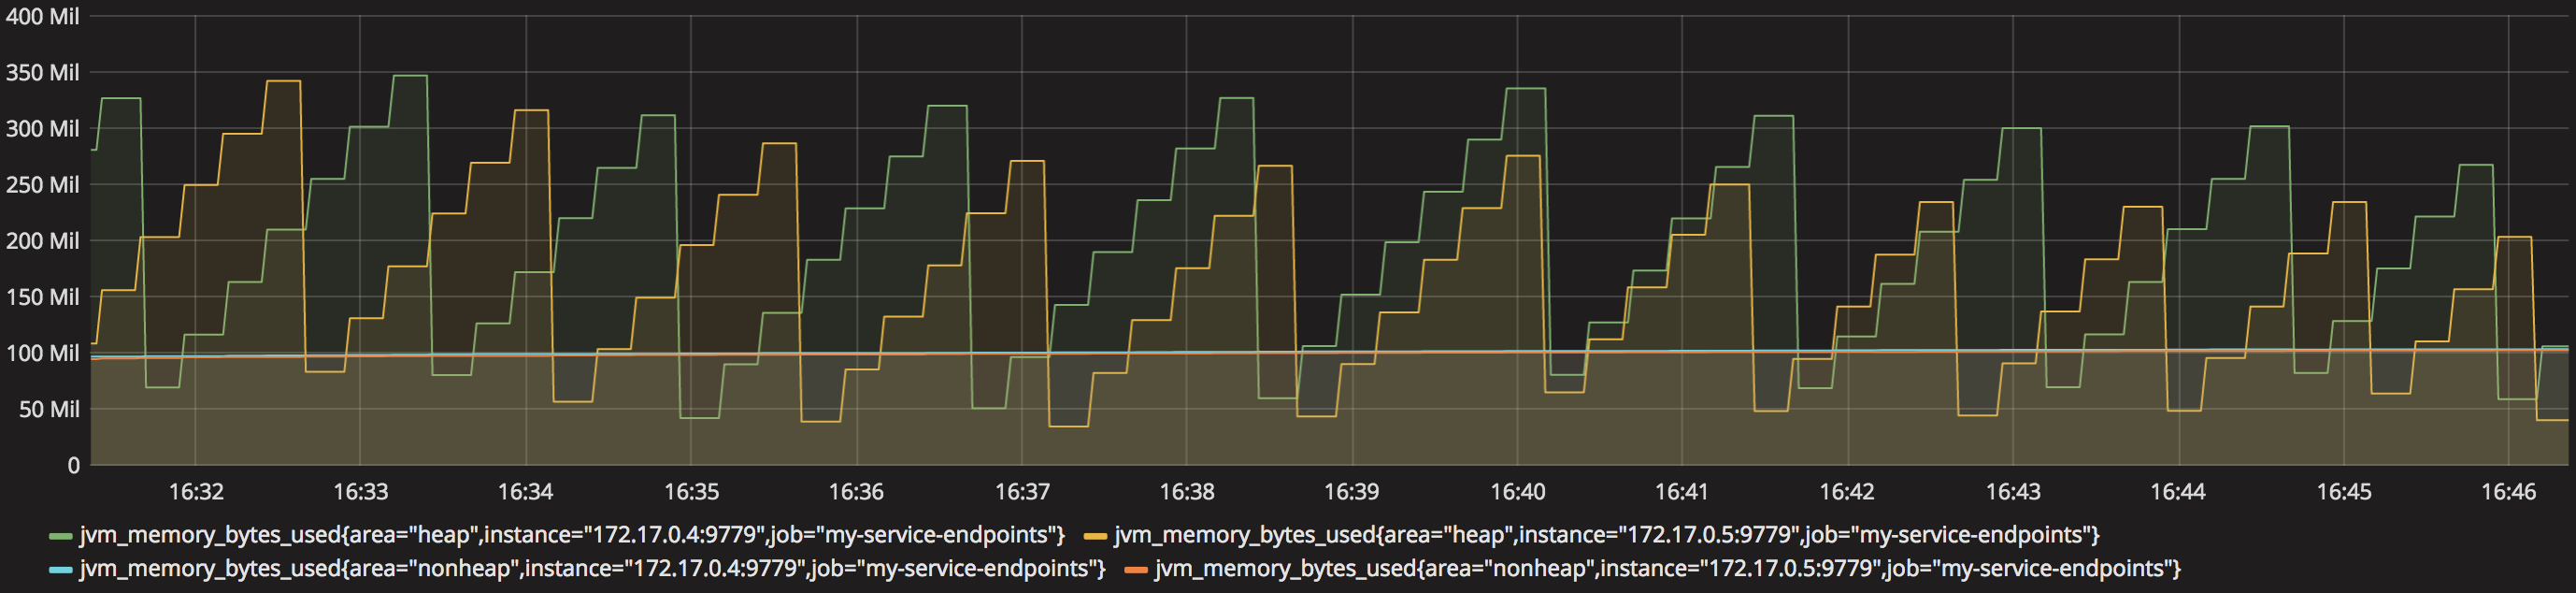 400 Mil
350 Mil
300 Mil
250 Mil
200 Mil
150 Mil
100 Mil
50 Mil
0
16:32 16:33 16:34 16:35 16:36 16:37 16:38 16:39 16:40 16:41 16:42 16:43 16:44 16:45 16:46
jvm_memory_bytes_used{area="heap",instance="172.17.0.4:9779",job="my-service-endpoints"} jvm_memory_bytes_used{area="heap",instance="172.17.0.5:9779",job="my-service-endpoints"}
jvm_memory_bytes_used{area="nonheap",instance="172.17.0.4:9779",job="my-service-endpoints"} jvm_memory_bytes_used{area="nonheap",instance="172.17.0.5:9779",job="my-service-endpoints"}